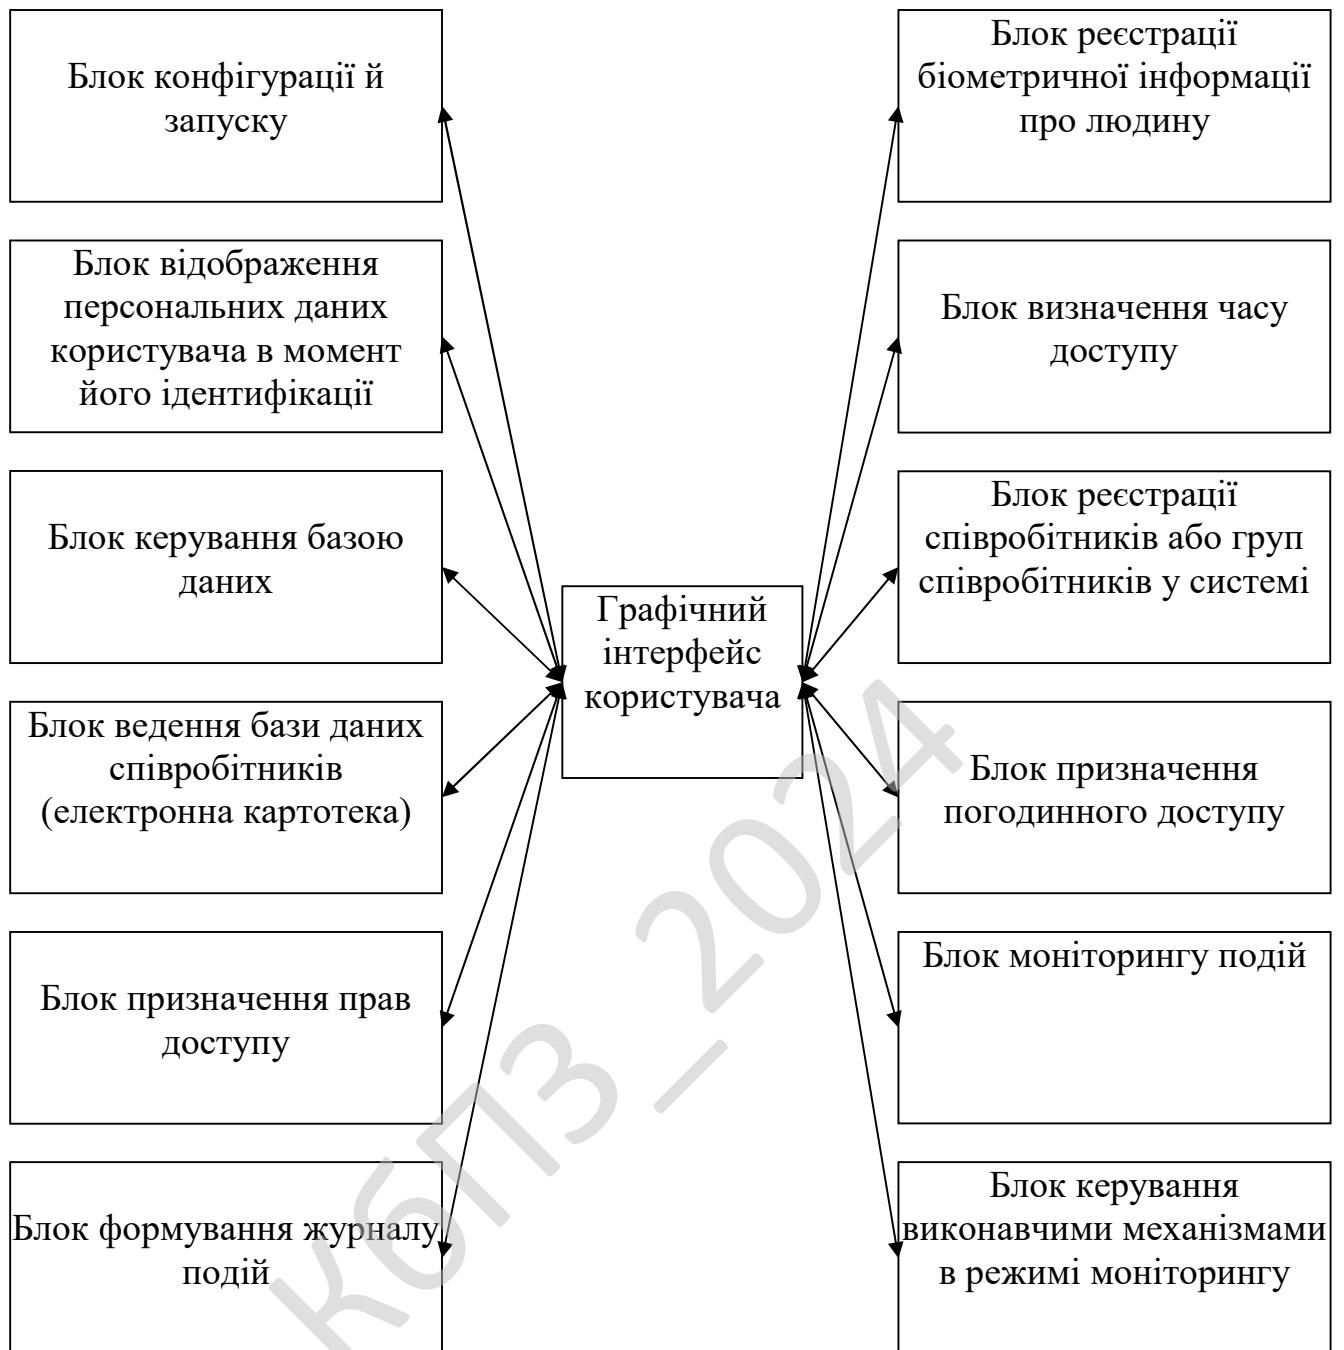 Блок конфігурації й
запуску
Блок відображення
персональних даних
користувача в момент
його ідентифікації
Блок керування базою
даних
Блок ведення бази даних
співробітників
(електронна картотека)
Блок призначення прав
доступу
Блок формування журналу
подій
Графічний
інтерфейс
користувача
Блок реєстрації
біометричної інформації
про людину
Блок визначення часу
доступу
Блок реєстрації
співробітників або груп
співробітників у системі
Блок призначення
погодинного доступу
Блок моніторингу подій
Блок керування
виконавчими механізмами
в режимі моніторингу
КбПЗ_2024